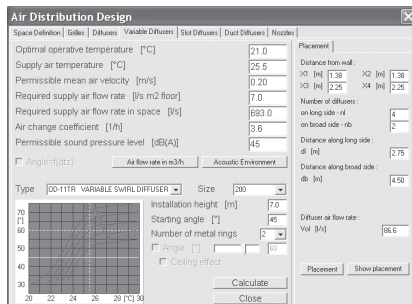 Air Distribution Design
Space Definition | Grilles | Diffusers | Variable Diffusers | Slot Diffusers | Duct Diffusers | Nozzles
Optimal operative temperature [°C] 21.0
Supply air temperature [°C] 25.5
Permissible mean air velocity [m/s] 0.20
Required supply air flow rate [l/s m2 floor] 7.0
Required supply air flow rate in space [l/s] 693.0
Air change coefficient [1/h] 3.6
Permissible sound pressure level [dB(A)] 45
Angle=f(dtz) Air flow rate in m3/h Acoustic Environment
Type OD-11TR VARIABLE SWIRL DIFFUSER Size 200
Installation height [m] 7.0
Starting angle [°] 45
Number of metal rings 2
Angle [°] 60
Ceiling effect
Calculate
Close
70
[°]
60
50
40
30
20 22 24 26 28 [°C] 30
Placement
Distance from wall :
X1 [m] 1.38 X2 [m] 1.38
X3 [m] 2.25 X4 [m] 2.25
Number of diffusers :
on long side - nl 4
on broad side - nb 2
Distance along long side :
dl [m] 2.75
Distance along broad side :
db [m] 4.50
Diffuser air flow rate :
Vol [l/s] 86.6
Placement Show placement